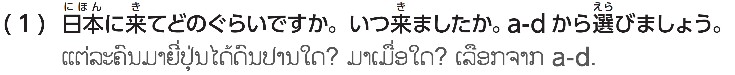 (1) 日本に来てどのぐらいですか。いつ来ましたか。a-d から選びましょう。
ແຕ່ລະຄົນມາຍີ່ປຸ່ນໄດ້ດົນປານໃດ? ມາເມື່ອໃດ? ເລືອກຈາກ a-d.